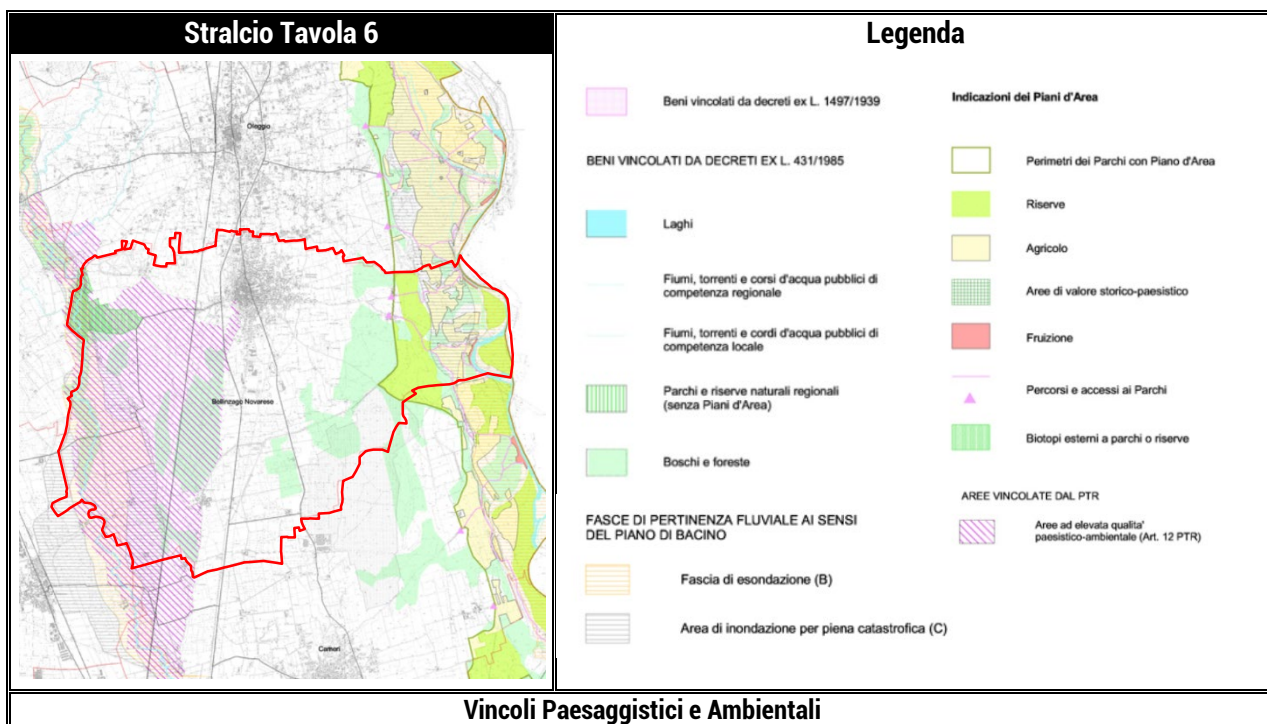 Stralcio Tavola 6
Legenda
Oleggio
Bellinzago Novarese
Cameri
Beni vincolati da decreti ex L. 1497/1939
BENI VINCOLATI DA DECRETI EX L. 431/1985
Laghi
Fiumi, torrenti e corsi d'acqua pubblici di
competenza regionale
Fiumi, torrenti e cordi d'acqua pubblici di
competenza locale
Parchi e riserve naturali regionali
(senza Piani d'Area)
Boschi e foreste
FASCE DI PERTINENZA FLUVIALE AI SENSI
DEL PIANO DI BACINO
Fascia di esondazione (B)
Area di inondazione per piena catastrofica (C)
Indicazioni dei Piani d'Area
Perimetri dei Parchi con Piano d'Area
Riserve
Agricolo
Aree di valore storico-paesistico
Fruizione
Percorsi e accessi ai Parchi
Biotopi esterni a parchi o riserve
AREE VINCOLATE DAL PTR
Aree ad elevata qualita'
paesistico-ambientale (Art. 12 PTR)
Vincoli Paesaggistici e Ambientali